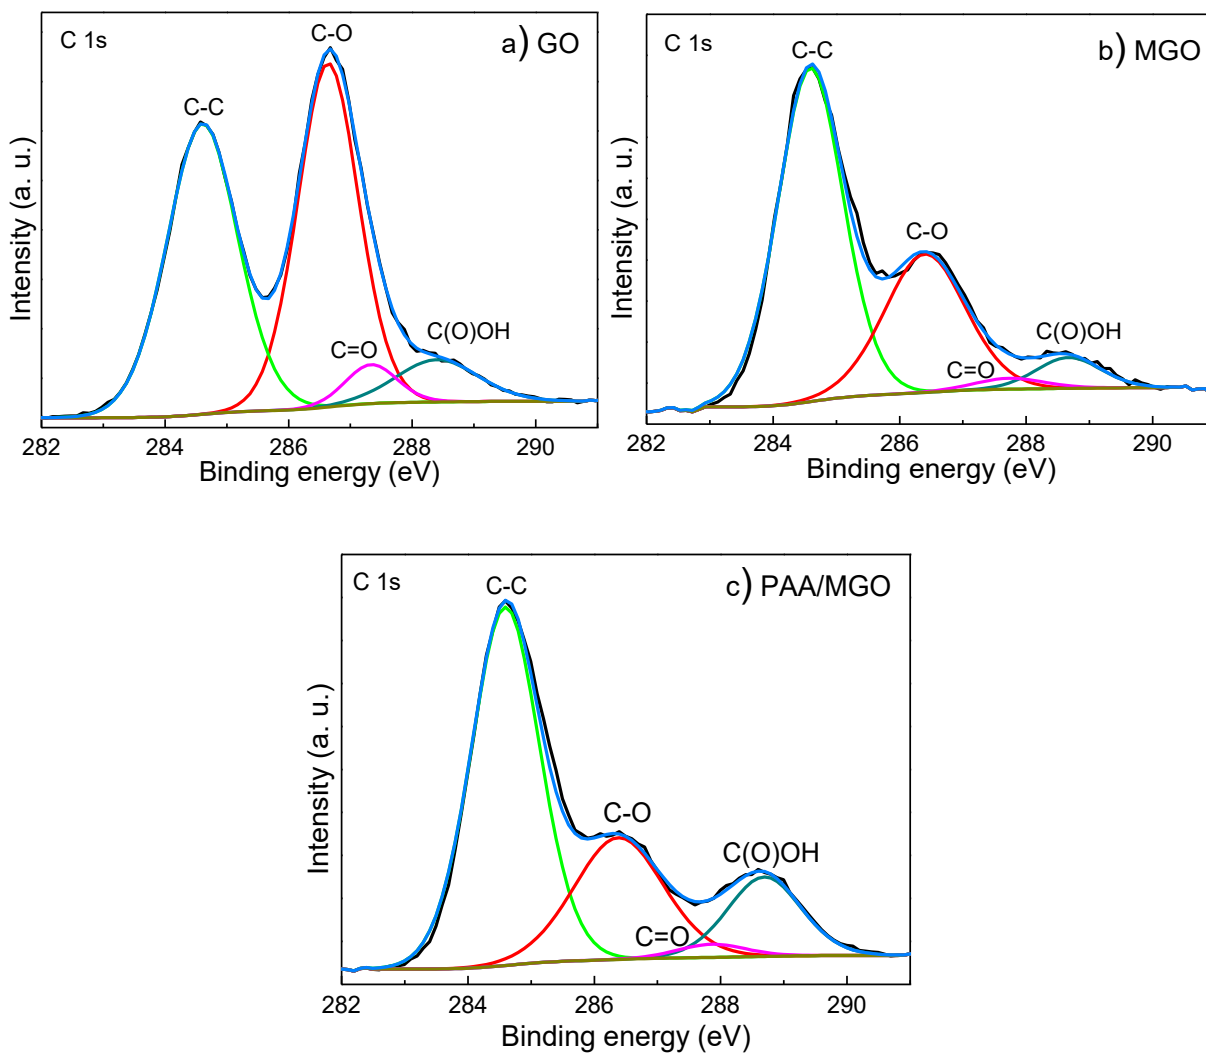 C 1s
a) GO
C-O
C-C
C=O
C(O)OH
Intensity (a. u.)
282 284 286 288 290
Binding energy (eV)
C 1s
b) MGO
C-C
C-O
C=O
C(O)OH
Intensity (a. u.)
282 284 286 288 290
Binding energy (eV)
C 1s
c) PAA/MGO
C-C
C-O
C(O)OH
C=O
Intensity (a. u.)
282 284 286 288 290
Binding energy (eV)